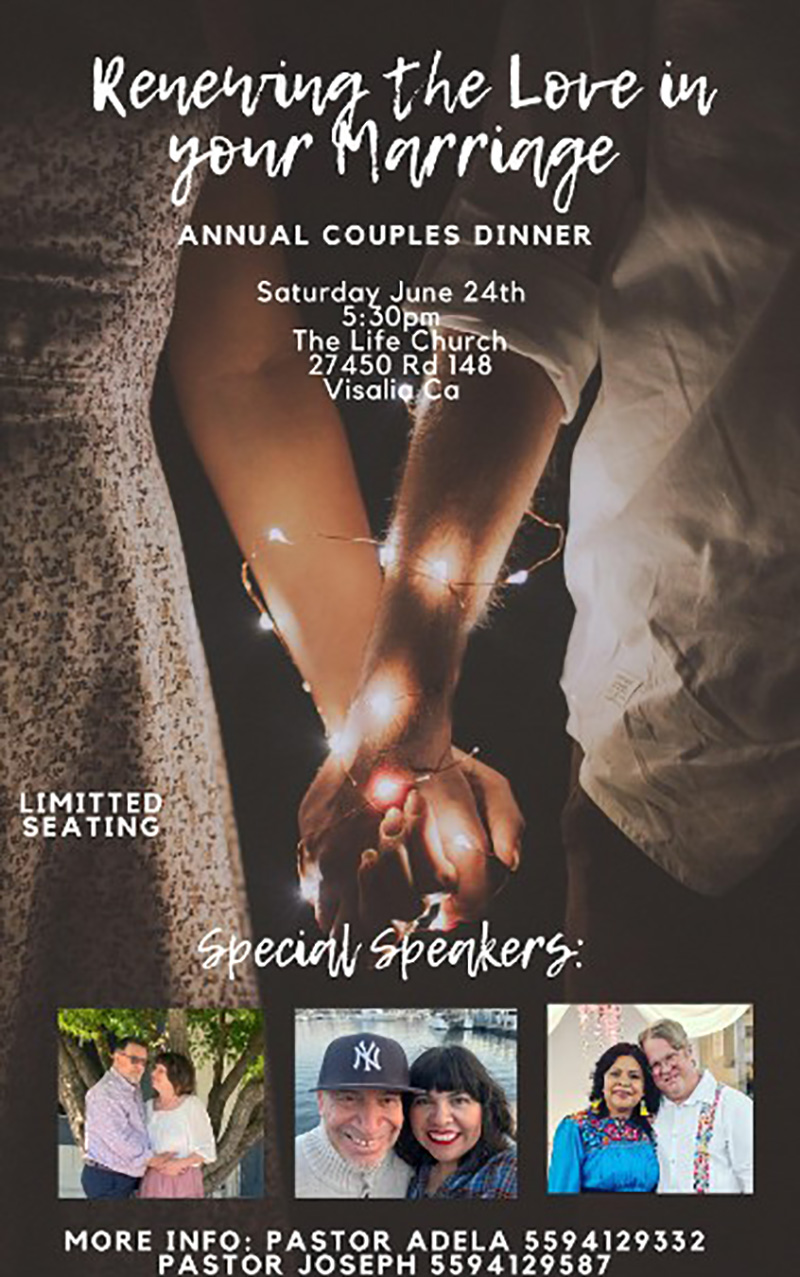 Renewing the Love in
your Marriage
ANNUAL COUPLES DINNER
Saturday June 24th
5:30pm
The Life Church
27450 Rd 148
Visalia Ca
LIMITTED
SEATING
Special Speakers:
NY
MORE INFO: PASTOR ADELA 5594129332
PASTOR JOSEPH 5594129587